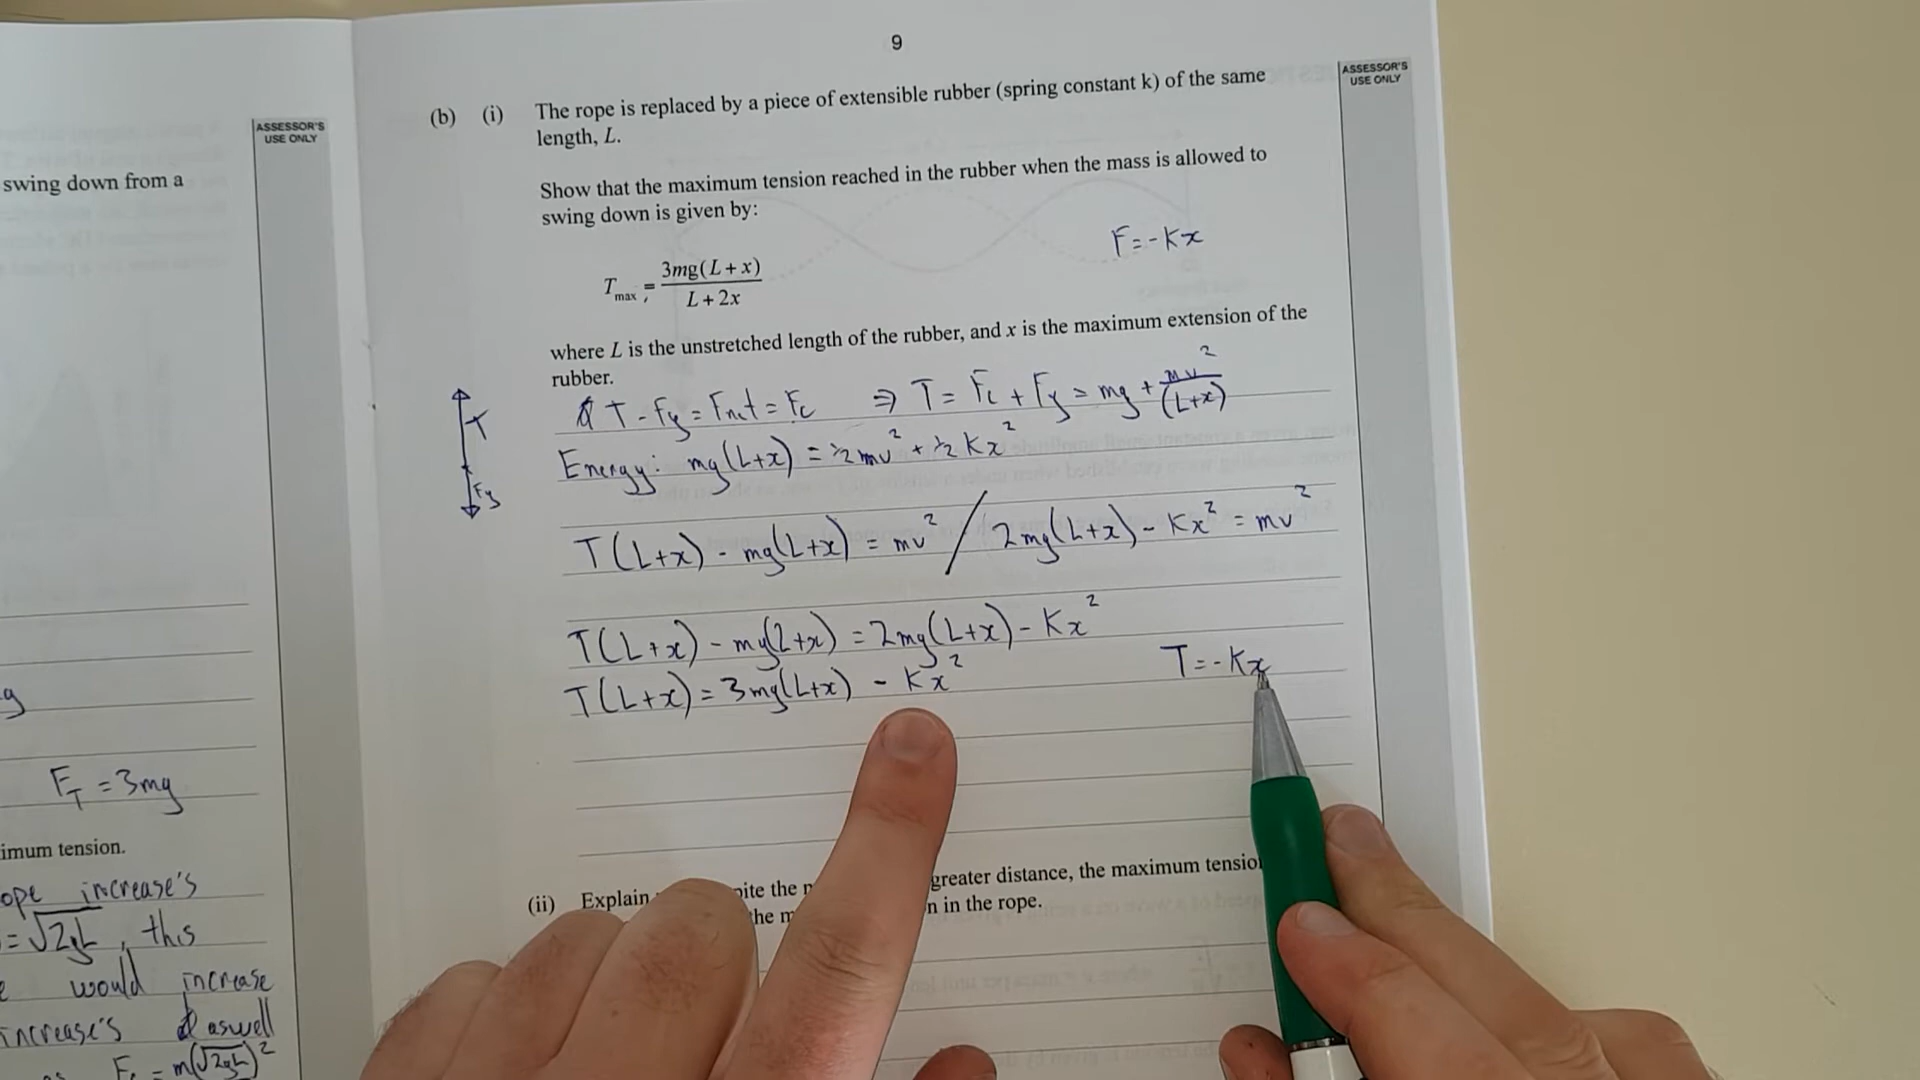 swing down from a
ASSESSOR'S
USE ONLY
F_T = 3mg
imum tension.
ope increase's
= √2gL, this
would increase
increase's aswell
m(√2gL)²
9
ASSESSOR'S
USE ONLY
(b) (i) The rope is replaced by a piece of extensible rubber (spring constant k) of the same
length, L.
Show that the maximum tension reached in the rubber when the mass is allowed to
swing down is given by:
F = -Kx
T_max = 3mg(L + x) / L + 2x
where L is the unstretched length of the rubber, and x is the maximum extension of the
rubber.
T
Fg
T - Fg = Fnet = Fc ⇒ T = Fc + Fg = mg + mv² / (L+x)
Energy: mg(L+x) = ½mv² + ½Kx²
T(L+x) - mg(L+x) = mv² / 2mg(L+x) - Kx² = mv²
T(L+x) - mg(L+x) = 2mg(L+x) - Kx²
T(L+x) = 3mg(L+x) - Kx²
T = -Kx
(ii) Explain greater distance, the maximum
the in the rope.